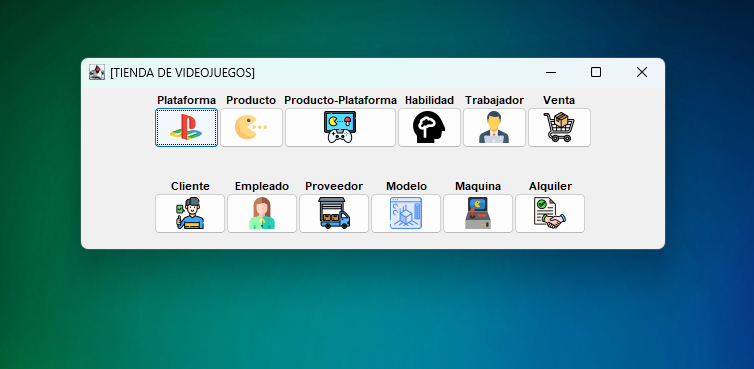 [TIENDA DE VIDEOJUEGOS]
Plataforma Producto Producto-Plataforma Habilidad Trabajador Venta
Cliente Empleado Proveedor Modelo Maquina Alquiler